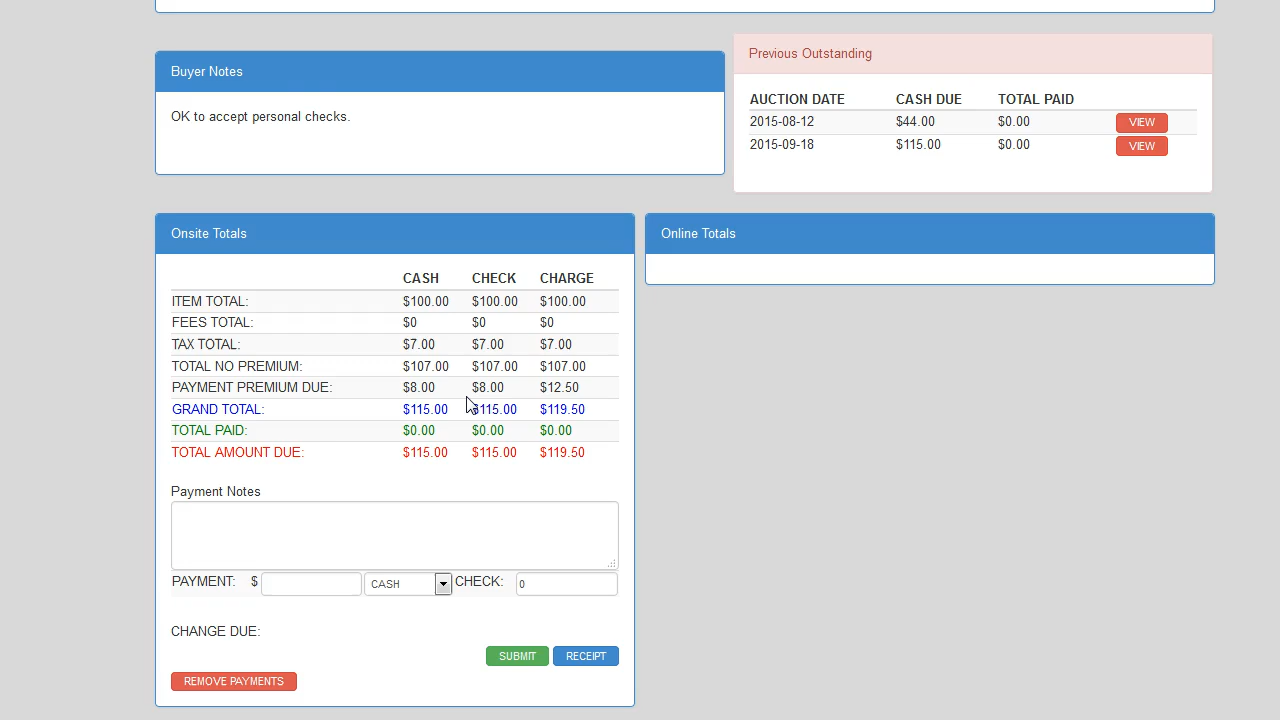 Buyer Notes
OK to accept personal checks.
Previous Outstanding
AUCTION DATE CASH DUE TOTAL PAID
2015-08-12 $44.00 $0.00 VIEW
2015-09-18 $115.00 $0.00 VIEW
Onsite Totals
CASH CHECK CHARGE
ITEM TOTAL: $100.00 $100.00 $100.00
FEES TOTAL: $0 $0 $0
TAX TOTAL: $7.00 $7.00 $7.00
TOTAL NO PREMIUM: $107.00 $107.00 $107.00
PAYMENT PREMIUM DUE: $8.00 $8.00 $12.50
GRAND TOTAL: $115.00 $115.00 $119.50
TOTAL PAID: $0.00 $0.00 $0.00
TOTAL AMOUNT DUE: $115.00 $115.00 $119.50
Payment Notes
PAYMENT: $ CASH CHECK: 0
CHANGE DUE:
SUBMIT RECEIPT
REMOVE PAYMENTS
Online Totals